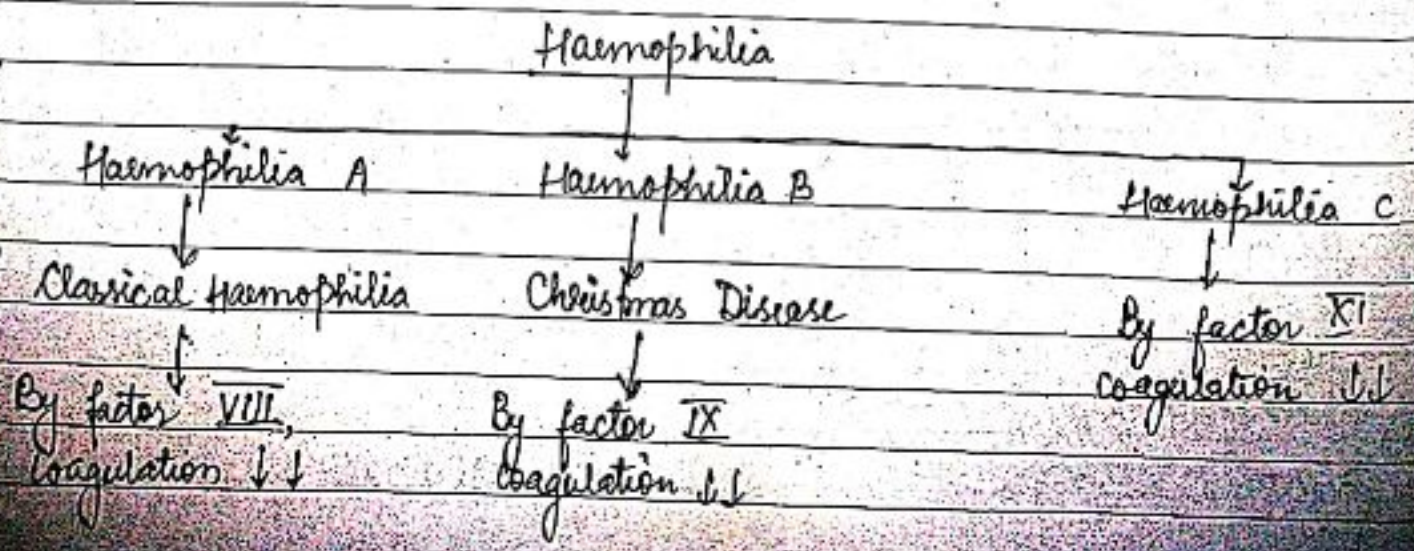 Haemophilia
Haemophilia A
Haemophilia B
Haemophilia C
Classical Haemophilia
Christmas Disease
By factor XI
coagulation ↓↓
By factor VIII,
coagulation ↓ ↓
By factor IX
Coagulation ↓↓